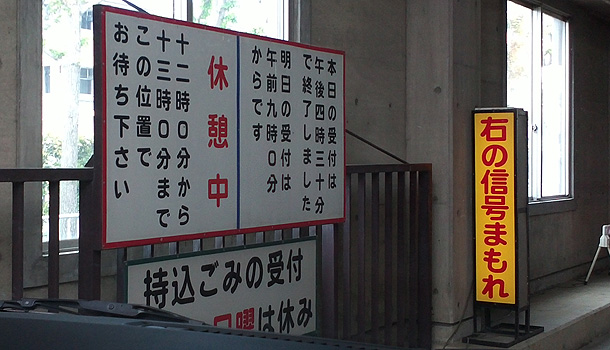 本日の受付は
午後四時三十分
で終了しました
明日の受付は
午前九時0分
からです
休憩中
十二時0分から
十三時0分まで
この位置で
お待ち下さい
持込ごみの受付
日曜は休み
右の信号まもれ